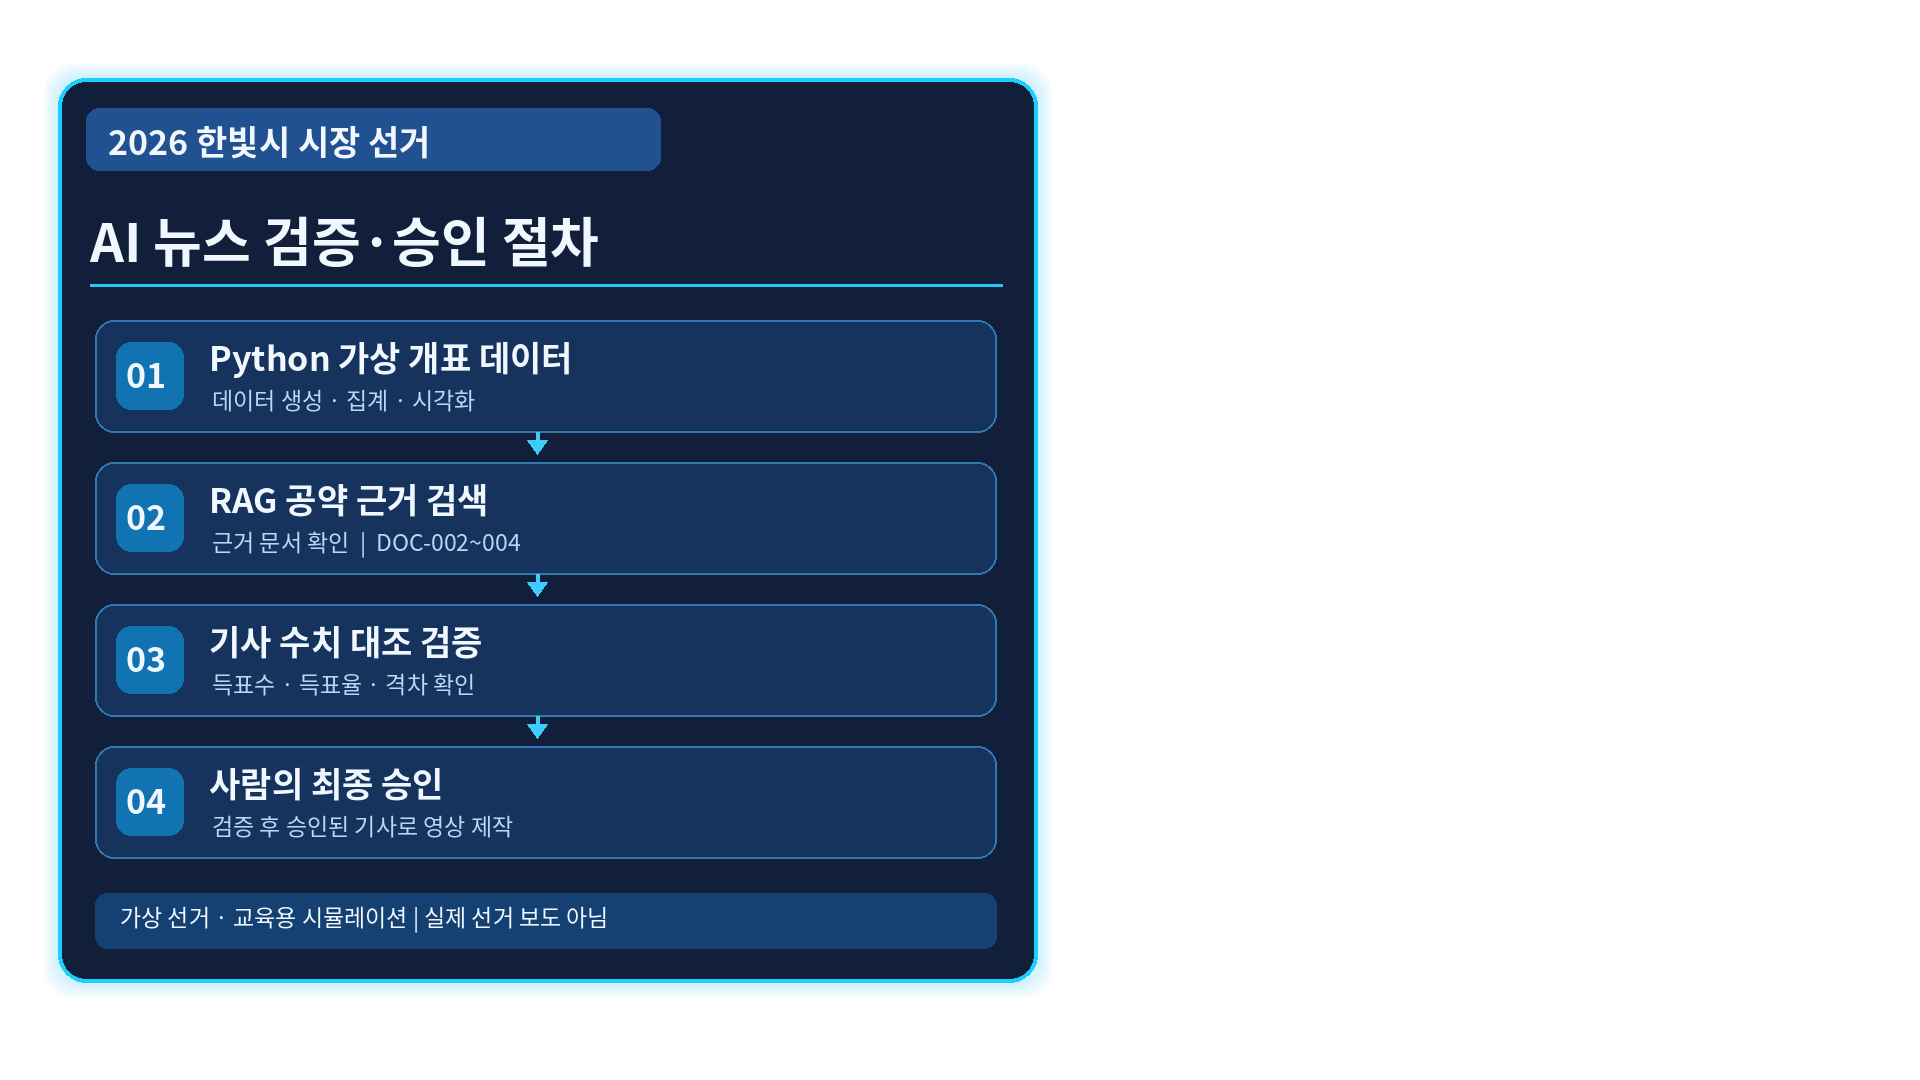 2026 한빛시 시장 선거
AI 뉴스 검증·승인 절차
01
Python 가상 개표 데이터
데이터 생성 · 집계 · 시각화
02
RAG 공약 근거 검색
근거 문서 확인 | DOC-002~004
03
기사 수치 대조 검증
득표수 · 득표율 · 격차 확인
04
사람의 최종 승인
검증 후 승인된 기사로 영상 제작
가상 선거 · 교육용 시뮬레이션 | 실제 선거 보도 아님